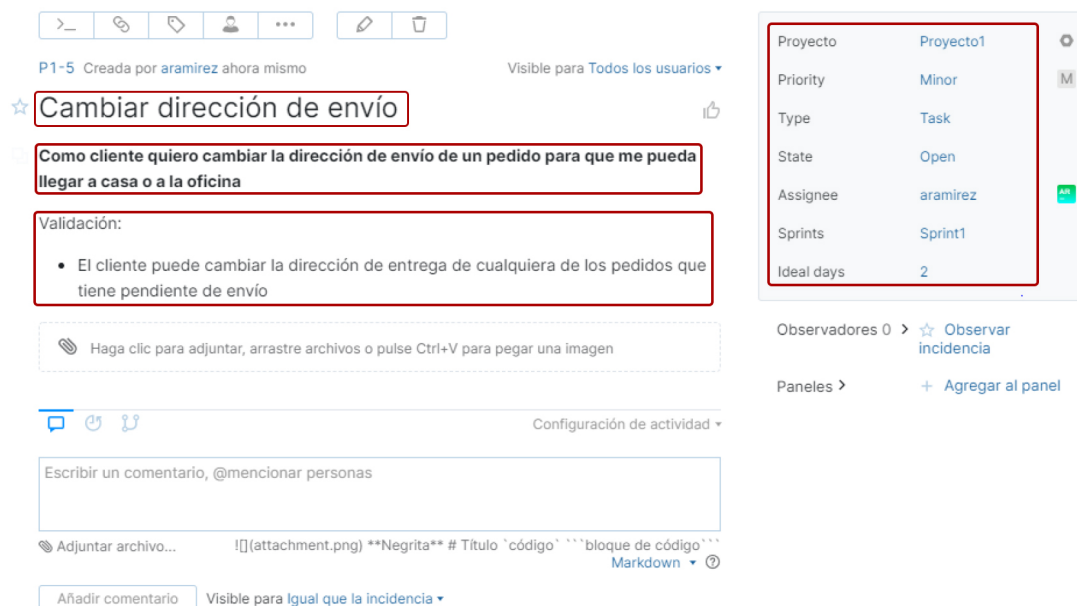 P1-5 Creada por aramirez ahora mismo
Visible para Todos los usuarios
Cambiar dirección de envío
Como cliente quiero cambiar la dirección de envío de un pedido para que me pueda
llegar a casa o a la oficina
Validación:
El cliente puede cambiar la dirección de entrega de cualquiera de los pedidos que
tiene pendiente de envío
Haga clic para adjuntar, arrastre archivos o pulse Ctrl+V para pegar una imagen
Configuración de actividad
Escribir un comentario, @mencionar personas
Adjuntar archivo...
![](attachment.png) **Negrita** # Título `código` ```bloque de código```
Markdown
Añadir comentario
Visible para Igual que la incidencia
Proyecto Proyecto1
Priority Minor M
Type Task
State Open
Assignee aramirez AR
Sprints Sprint1
Ideal days 2
Observadores 0 Observar
incidencia
Paneles + Agregar al panel